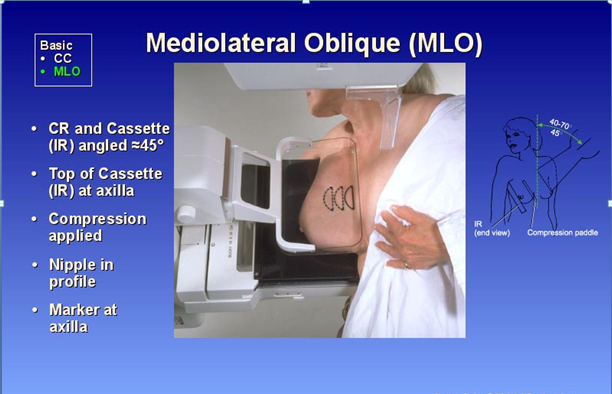 Mediolateral Oblique (MLO)
Basic
• CC
• MLO
• CR and Cassette
(IR) angled ≈45°
• Top of Cassette
(IR) at axilla
• Compression
applied
• Nipple in
profile
• Marker at
axilla
40-70°
45°
IR
(end view)
Compression paddle